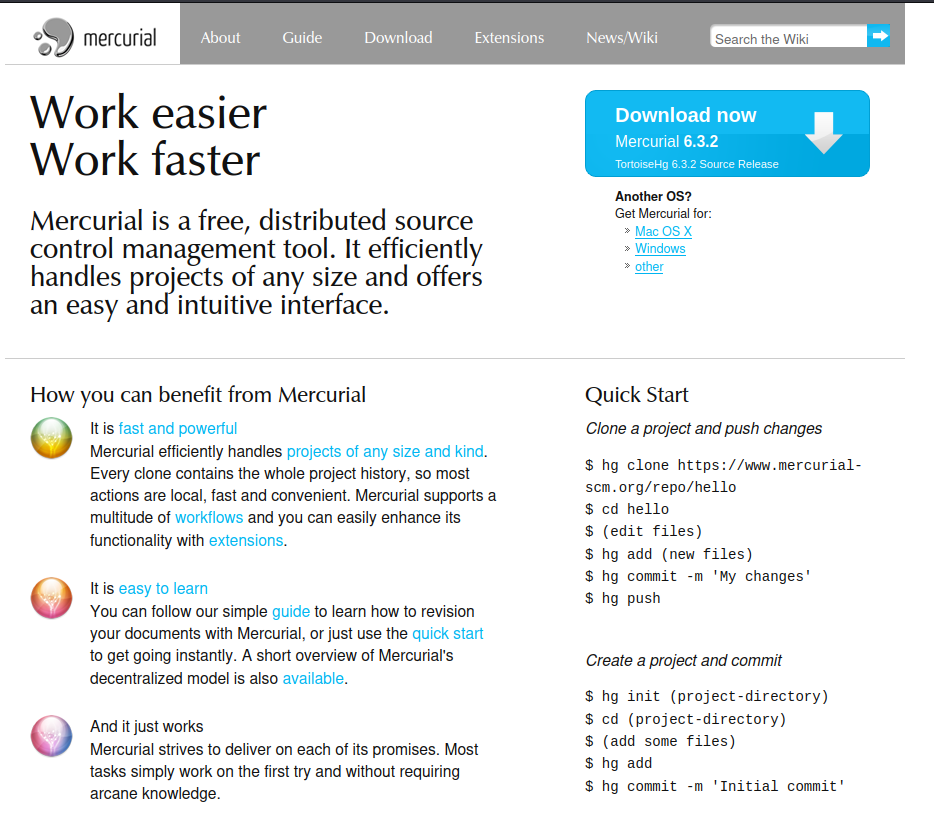 mercurial
About
Guide
Download
Extensions
News/Wiki
Search the Wiki
Work easier
Work faster
Mercurial is a free, distributed source
control management tool. It efficiently
handles projects of any size and offers
an easy and intuitive interface.
Download now
Mercurial 6.3.2
TortoiseHg 6.3.2 Source Release
Another OS?
Get Mercurial for:
» Mac OS X
» Windows
» other
How you can benefit from Mercurial
It is fast and powerful
Mercurial efficiently handles projects of any size and kind.
Every clone contains the whole project history, so most
actions are local, fast and convenient. Mercurial supports a
multitude of workflows and you can easily enhance its
functionality with extensions.
It is easy to learn
You can follow our simple guide to learn how to revision
your documents with Mercurial, or just use the quick start
to get going instantly. A short overview of Mercurial's
decentralized model is also available.
And it just works
Mercurial strives to deliver on each of its promises. Most
tasks simply work on the first try and without requiring
arcane knowledge.
Quick Start
Clone a project and push changes
$ hg clone https://www.mercurial-
scm.org/repo/hello
$ cd hello
$ (edit files)
$ hg add (new files)
$ hg commit -m 'My changes'
$ hg push
Create a project and commit
$ hg init (project-directory)
$ cd (project-directory)
$ (add some files)
$ hg add
$ hg commit -m 'Initial commit'